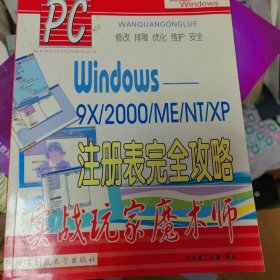 Windows
PC
WANQUANGONGLUE
修改 排障 优化 维护 安全
Windows
9X/2000/ME/NT/XP
注册表完全攻略
实战玩家魔术师